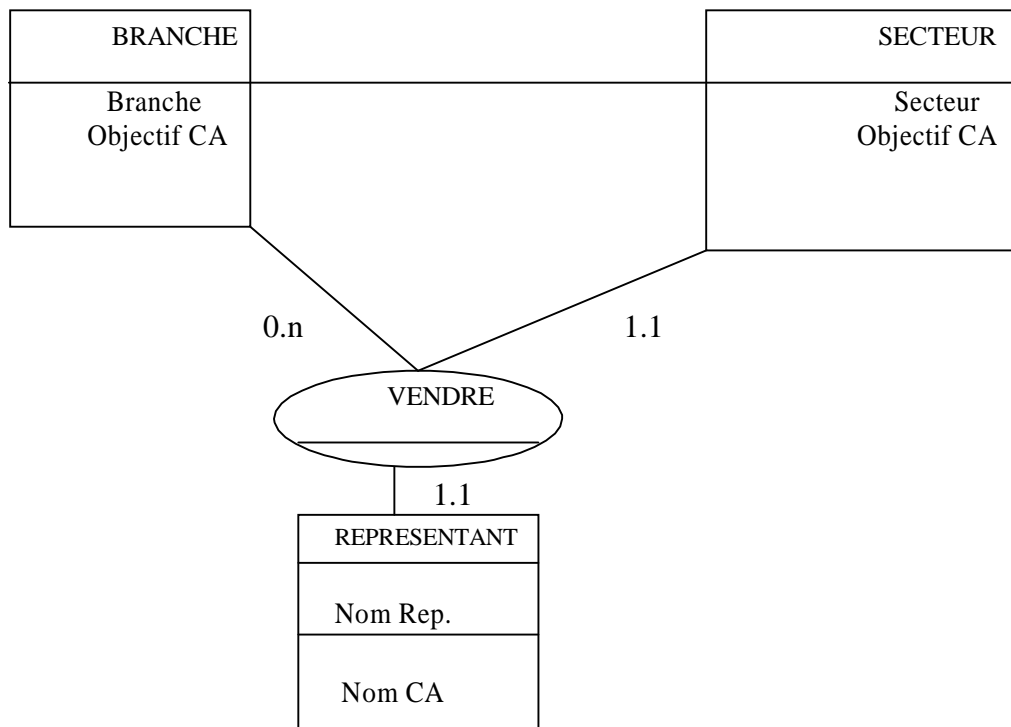 BRANCHE
Branche
Objectif CA
SECTEUR
Secteur
Objectif CA
0.n
1.1
VENDRE
1.1
REPRESENTANT
Nom Rep.
Nom CA